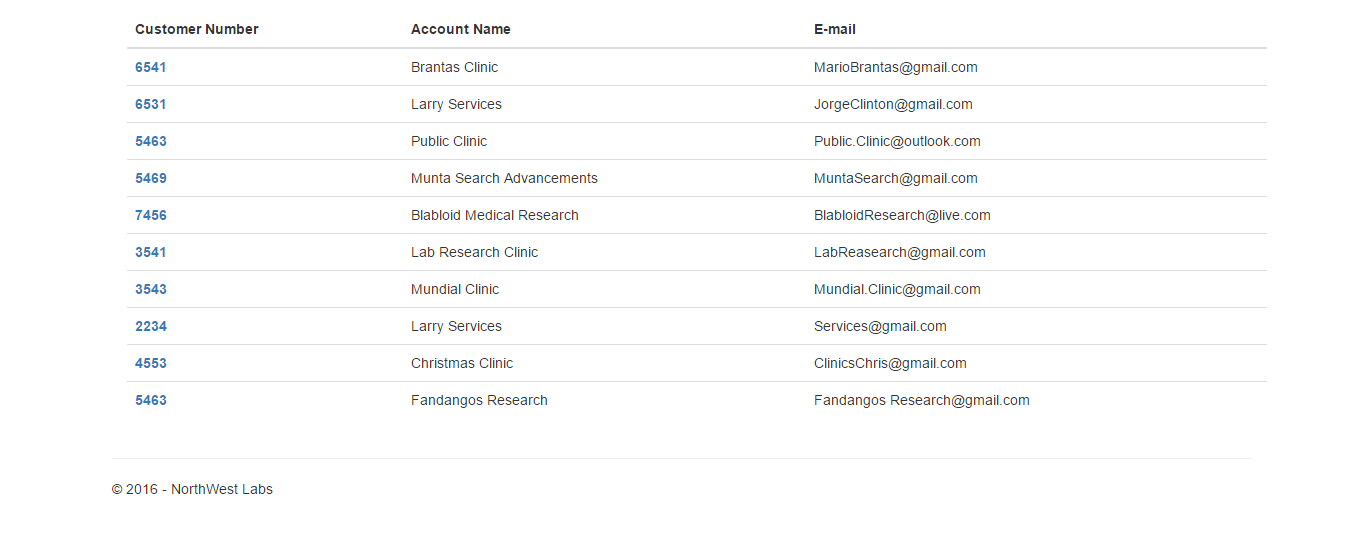 Customer Number Account Name E-mail
6541 Brantas Clinic MarioBrantas@gmail.com
6531 Larry Services JorgeClinton@gmail.com
5463 Public Clinic Public.Clinic@outlook.com
5469 Munta Search Advancements MuntaSearch@gmail.com
7456 Blabloid Medical Research BlabloidResearch@live.com
3541 Lab Research Clinic LabReasearch@gmail.com
3543 Mundial Clinic Mundial.Clinic@gmail.com
2234 Larry Services Services@gmail.com
4553 Christmas Clinic ClinicsChris@gmail.com
5463 Fandangos Research Fandangos Research@gmail.com
© 2016 - NorthWest Labs